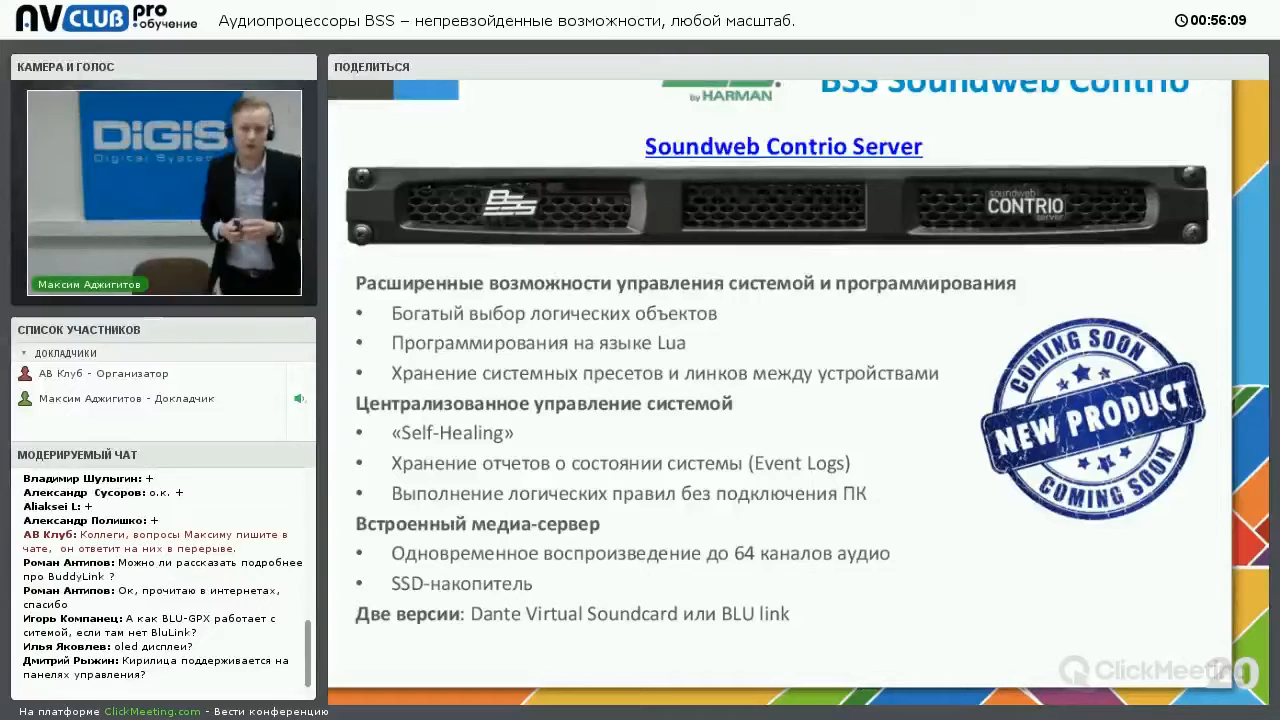 AVCLUB pro
.обучение
Аудиопроцессоры BSS – непревзойденные возможности, любой масштаб.
00:56:09
КАМЕРА И ГОЛОС
DIGIS
Digital Systems
Максим Аджигитов
СПИСОК УЧАСТНИКОВ
ДОКЛАДЧИКИ
АВ Клуб - Организатор
Максим Аджигитов - Докладчик
МОДЕРИРУЕМЫЙ ЧАТ
Владимир Шулыгин: +
Александр Сусоров: о.к. +
Aliaksei L: +
Александр Полишко: +
АВ Клуб: Коллеги, вопросы Максиму пишите в
чате, он ответит на них в перерыве.
Роман Антипов: Можно ли рассказать подробнее
про BuddyLink ?
Роман Антипов: Ок, прочитаю в интернетах,
спасибо
Игорь Компанец: А как BLU-GPX работает с
ситемой, если там нет BluLink?
Илья Яковлев: oled дисплеи?
Дмитрий Рыжин: Кирилица поддерживается на
панелях управления?
На платформе ClickMeeting.com - Вести конференцию
ПОДЕЛИТЬСЯ
by HARMAN
BSS Soundweb Contrio
Soundweb Contrio Server
BSS
soundweb
CONTRIO
server
Расширенные возможности управления системой и программирования
• Богатый выбор логических объектов
• Программирования на языке Lua
• Хранение системных пресетов и линков между устройствами
Централизованное управление системой
• «Self-Healing»
• Хранение отчетов о состоянии системы (Event Logs)
• Выполнение логических правил без подключения ПК
Встроенный медиа-сервер
• Одновременное воспроизведение до 64 каналов аудио
• SSD-накопитель
Две версии: Dante Virtual Soundcard или BLU link
COMING SOON
NEW PRODUCT
COMING SOON
ClickMeeting
20